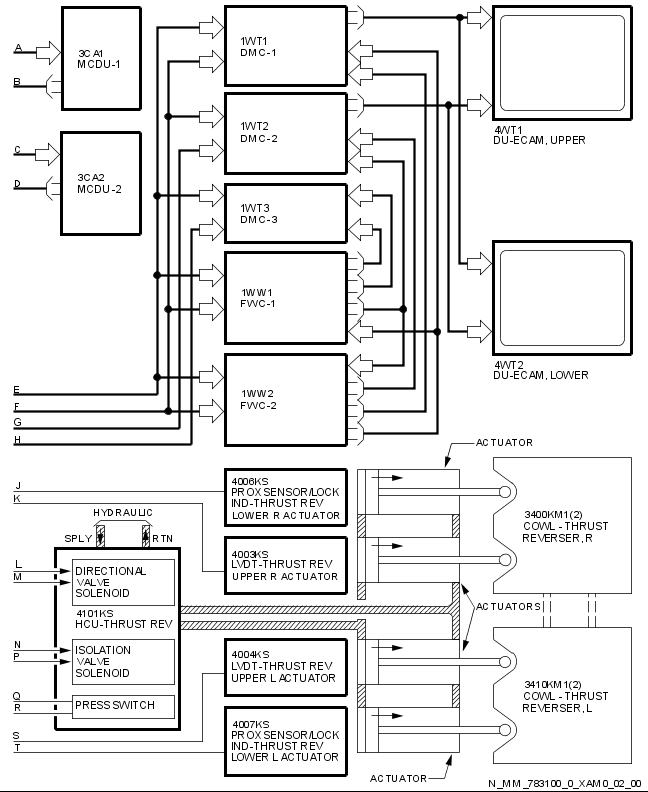 A
B
3CA1
MCDU-1
C
D
3CA2
MCDU-2
1WT1
DMC-1
1WT2
DMC-2
1WT3
DMC-3
1WW1
FWC-1
1WW2
FWC-2
4WT1
DU-ECAM, UPPER
4WT2
DU-ECAM, LOWER
E
F
G
H
J
K
HYDRAULIC
SPLY
RTN
L
M
DIRECTIONAL
VALVE
SOLENOID
4101KS
HCU-THRUST REV
N
P
ISOLATION
VALVE
SOLENOID
Q
R
PRESS SWITCH
S
T
4006KS
PROX SENSOR/LOCK
IND-THRUST REV
LOWER R ACTUATOR
4003KS
LVDT-THRUST REV
UPPER R ACTUATOR
4004KS
LVDT-THRUST REV
UPPER L ACTUATOR
4007KS
PROX SENSOR/LOCK
IND-THRUST REV
LOWER L ACTUATOR
ACTUATOR
3400KM1(2)
COWL - THRUST
REVERSER, R
ACTUATORS
3410KM1(2)
COWL - THRUST
REVERSER, L
ACTUATOR
N_MM_783100_0_XAM0_02_00